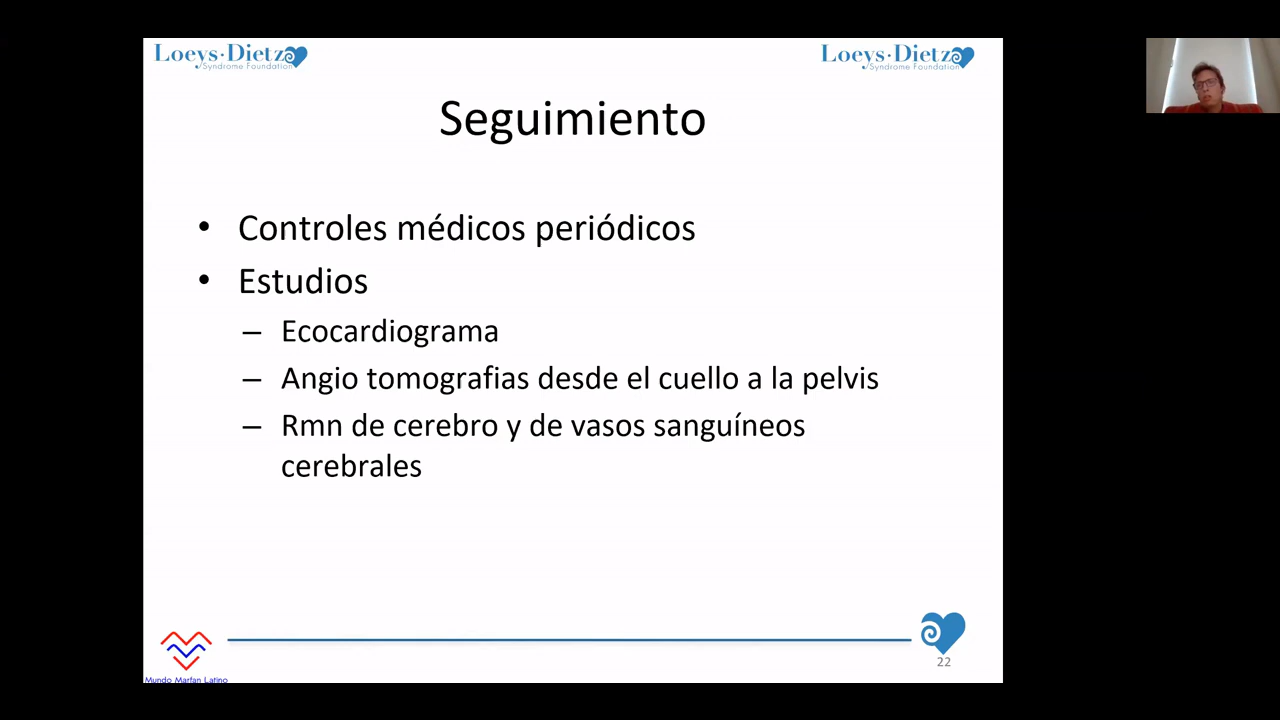 Loeys·Dietz
Syndrome Foundation
Loeys·Dietz
Syndrome Foundation
Seguimiento
• Controles médicos periódicos
• Estudios
– Ecocardiograma
– Angio tomografias desde el cuello a la pelvis
– Rmn de cerebro y de vasos sanguíneos
cerebrales
22
Mundo Marfan Latino